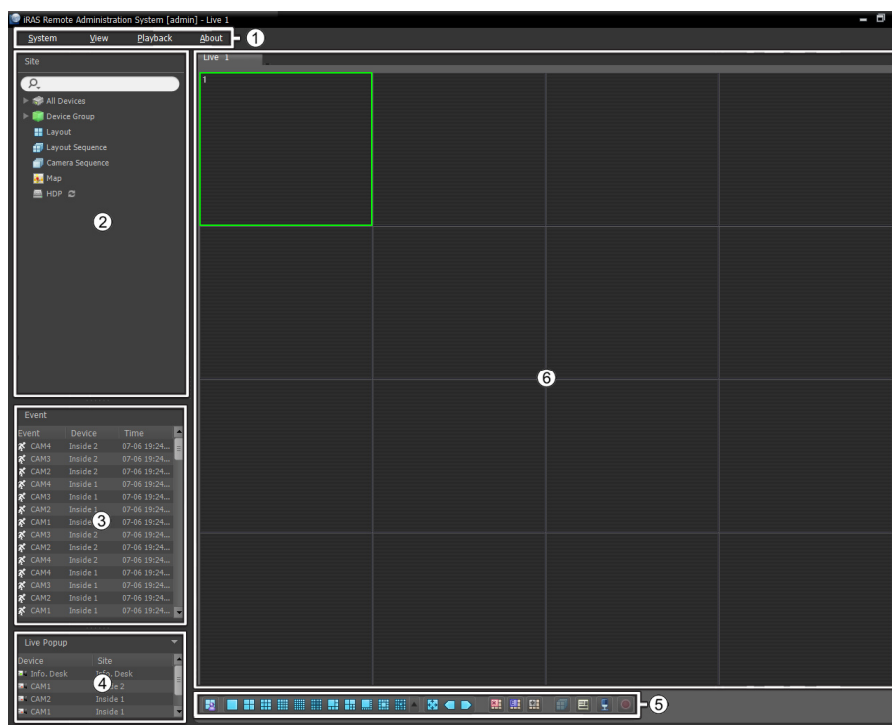 iRAS Remote Administration System [admin] - Live 1
System View Playback About 1
Site
All Devices
Device Group
Layout
Layout Sequence
Camera Sequence
Map
HDP
2
Event
Event Device Time
CAM4 Inside 2 07-06 19:24...
CAM3 Inside 2 07-06 19:24...
CAM2 Inside 2 07-06 19:24...
CAM4 Inside 1 07-06 19:24...
CAM3 Inside 1 07-06 19:24...
CAM2 Inside 1 07-06 19:24...
CAM1 Inside 07-06 19:24...
3
CAM3 Inside 2 07-06 19:24...
CAM2 Inside 2 07-06 19:24...
CAM4 Inside 2 07-06 19:24...
CAM4 Inside 1 07-06 19:24...
CAM3 Inside 1 07-06 19:24...
CAM2 Inside 1 07-06 19:24...
CAM1 Inside 1 07-06 19:24...
Live Popup
Device Site
Info. Desk Info. Desk
CAM1 2
4
CAM2 Inside 1
CAM1 Inside 1
Live 1
1
6
5